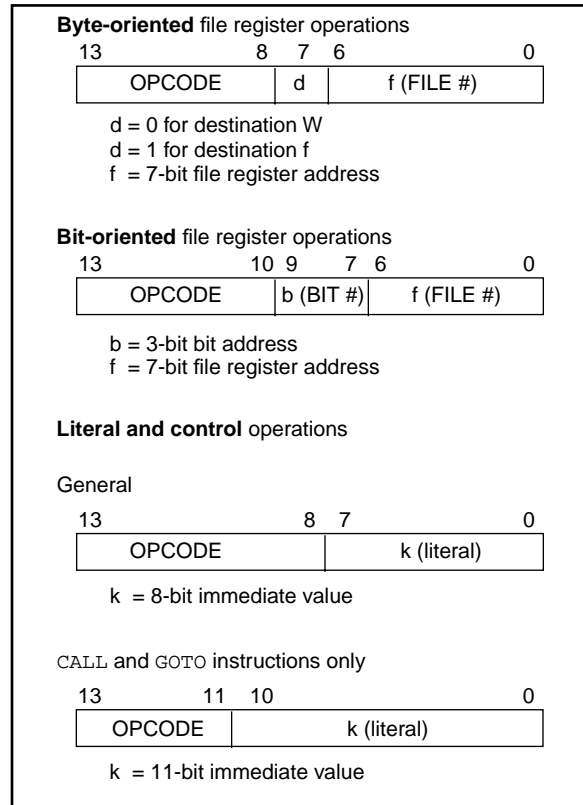 Byte-oriented file register operations
13 8 7 6 0
OPCODE d f (FILE #)
d = 0 for destination W
d = 1 for destination f
f = 7-bit file register address
Bit-oriented file register operations
13 10 9 7 6 0
OPCODE b (BIT #) f (FILE #)
b = 3-bit bit address
f = 7-bit file register address
Literal and control operations
General
13 8 7 0
OPCODE k (literal)
k = 8-bit immediate value
CALL and GOTO instructions only
13 11 10 0
OPCODE k (literal)
k = 11-bit immediate value